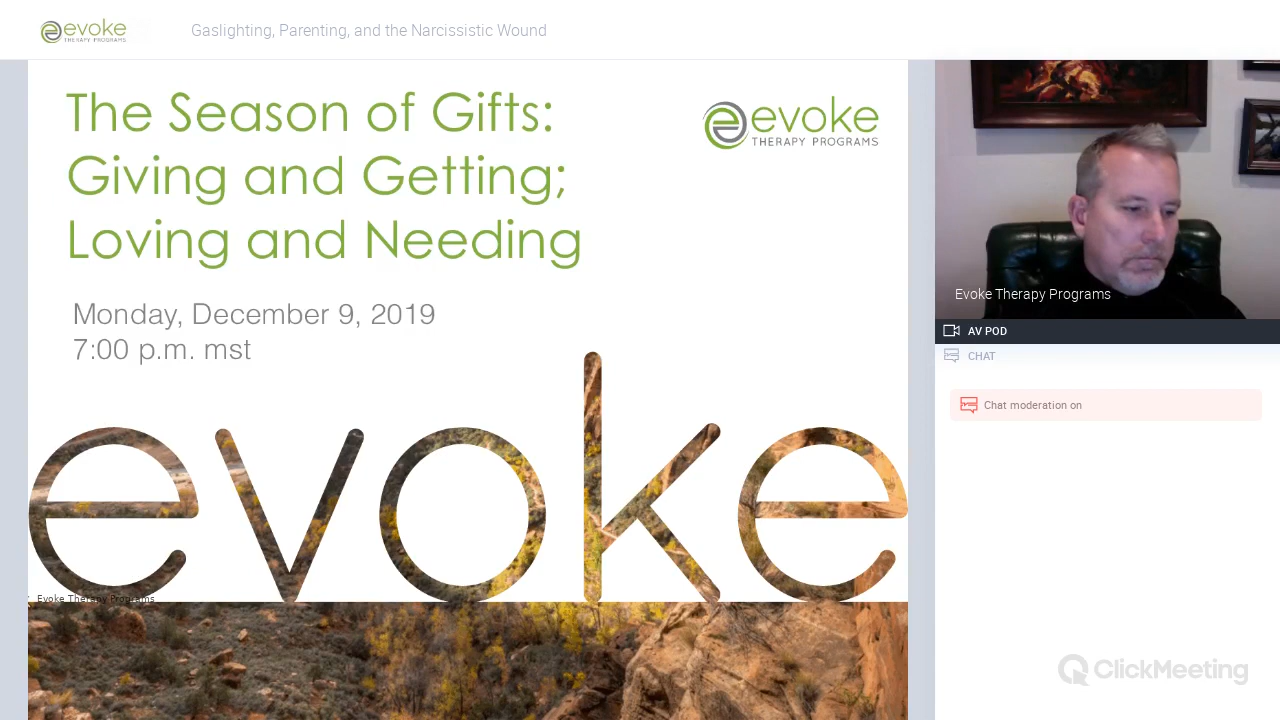 evoke
THERAPY PROGRAMS
Gaslighting, Parenting, and the Narcissistic Wound
The Season of Gifts:
Giving and Getting;
Loving and Needing
evoke
THERAPY PROGRAMS
Monday, December 9, 2019
7:00 p.m. mst
evoke
Evoke Therapy Programs
Evoke Therapy Programs
AV POD
CHAT
Chat moderation on
ClickMeeting